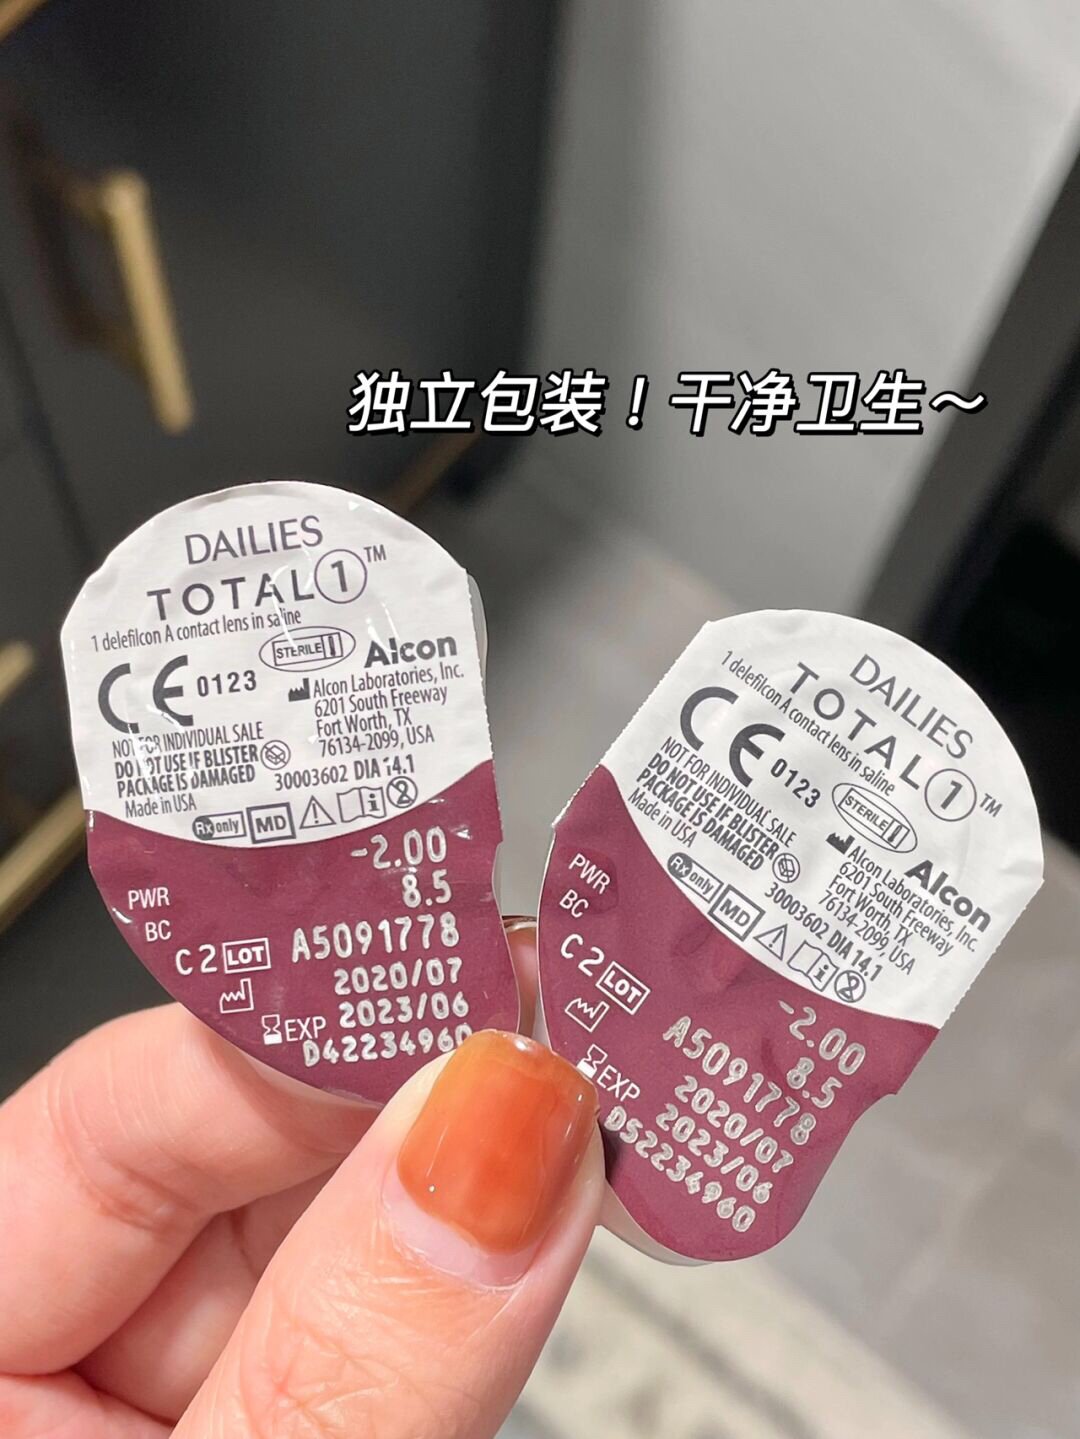 独立包装！干净卫生～
DAILIES
TOTAL 1™
1 delefilcon A contact lens in saline
STERILE
Alcon
CE 0123
Alcon Laboratories, Inc.
6201 South Freeway
Fort Worth, TX
76134-2099, USA
NOT FOR INDIVIDUAL SALE
DO NOT USE IF BLISTER
PACKAGE IS DAMAGED
30003602 DIA 14.1
Made in USA
Rx only MD
PWR -2.00
BC 8.5
C2 LOT A5091778
2020/07
EXP 2023/06
D42234960
DAILIES
TOTAL 1™
1 delefilcon A contact lens in saline
CE 0123
STERILE
Alcon
Alcon Laboratories, Inc.
6201 South Freeway
Fort Worth, TX
76134-2099, USA
NOT FOR INDIVIDUAL SALE
DO NOT USE IF BLISTER
PACKAGE IS DAMAGED
Made in USA
30003602 DIA 14.1
Rx only MD
PWR -2.00
BC 8.5
C2 LOT A5091778
2020/07
EXP 2023/06
D52234960